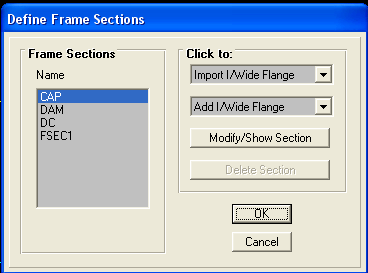 Define Frame Sections
Frame Sections
Name
CAP
DAM
DC
FSEC1
Click to:
Import I/Wide Flange
Add I/Wide Flange
Modify/Show Section
Delete Section
OK
Cancel